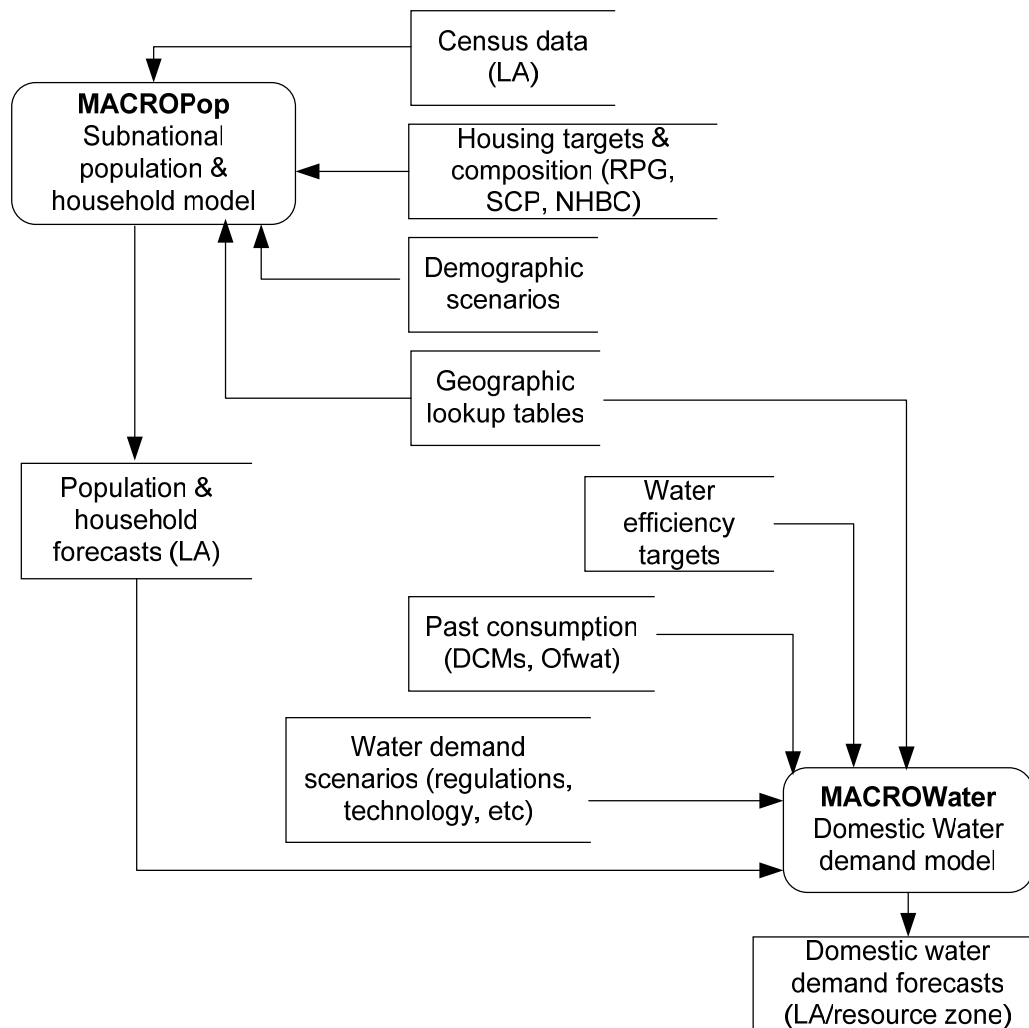 Census data
(LA)
MACROPop
Subnational
population &
household model
Housing targets &
composition (RPG,
SCP, NHBC)
Demographic
scenarios
Geographic
lookup tables
Population &
household
forecasts (LA)
Water
efficiency
targets
Past consumption
(DCMs, Ofwat)
Water demand
scenarios (regulations,
technology, etc)
MACROWater
Domestic Water
demand model
Domestic water
demand forecasts
(LA/resource zone)